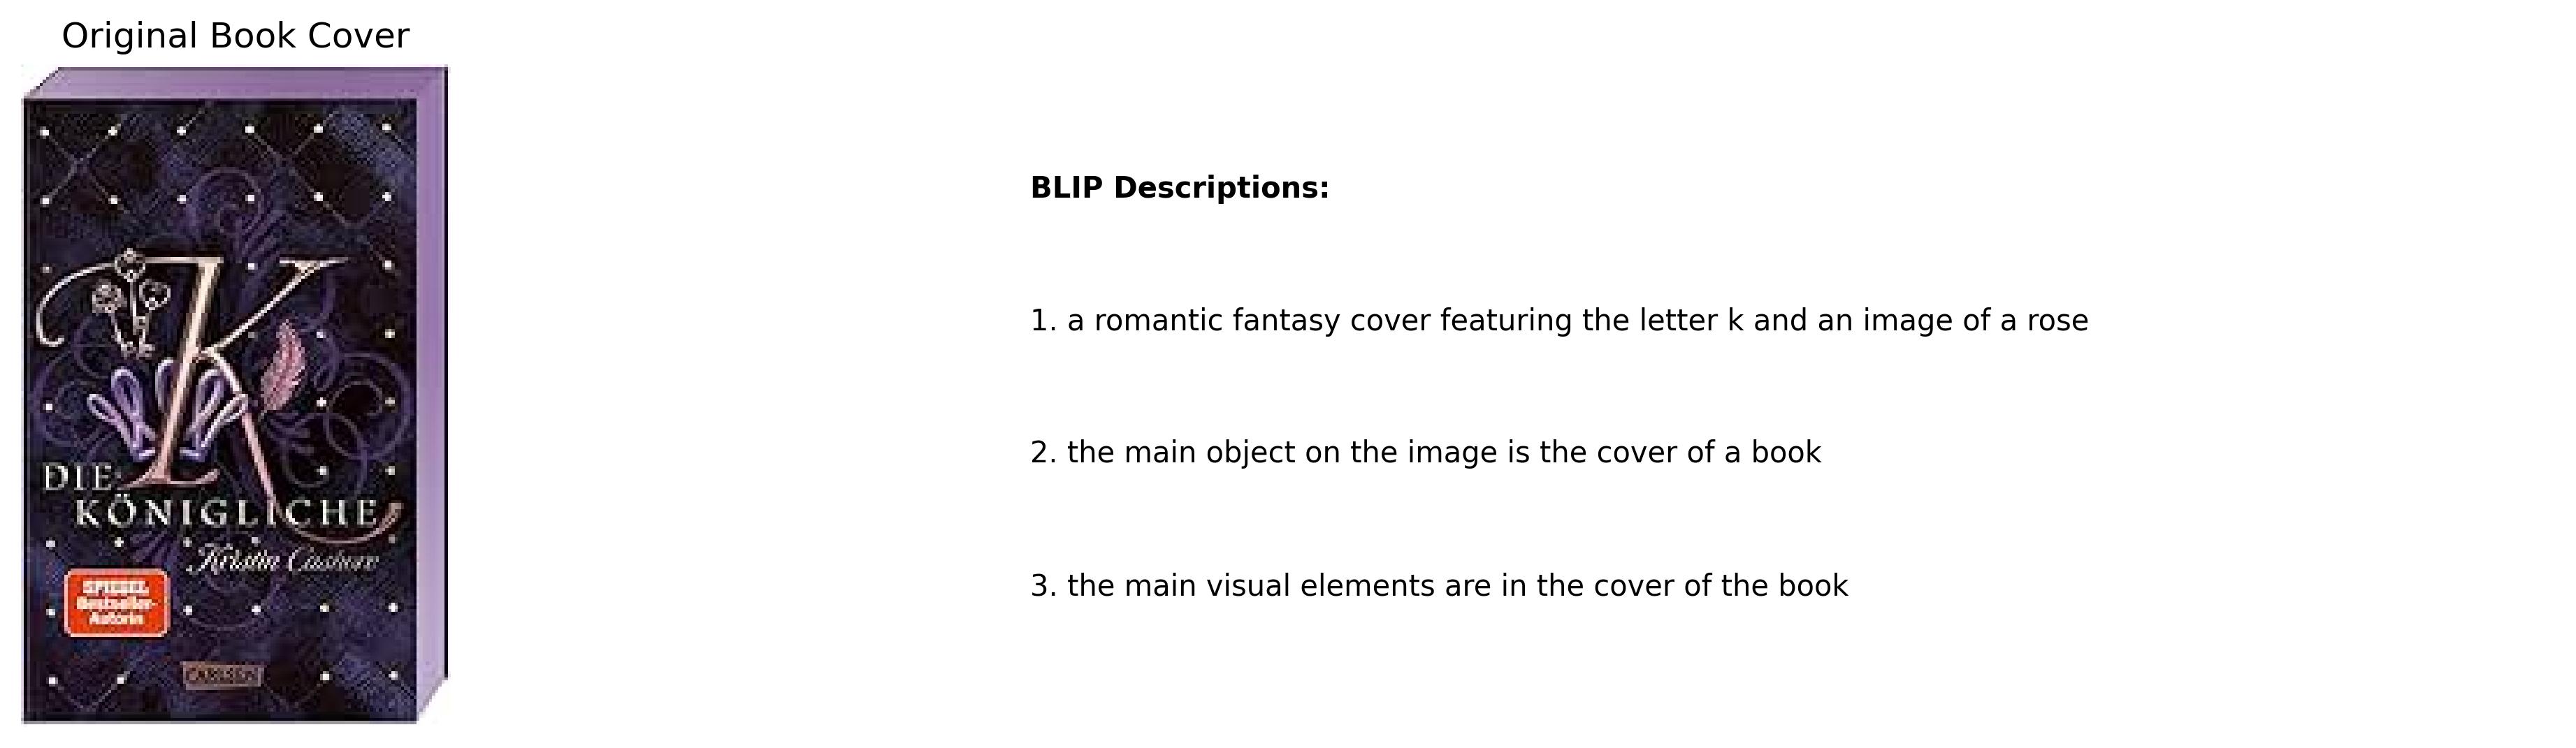 Original Book Cover
K
DIE
KÖNIGLICHE
Kristin Cashore
SPIEGEL
Bestseller-
Autorin
CARLSEN
BLIP Descriptions:
1. a romantic fantasy cover featuring the letter k and an image of a rose
2. the main object on the image is the cover of a book
3. the main visual elements are in the cover of the book